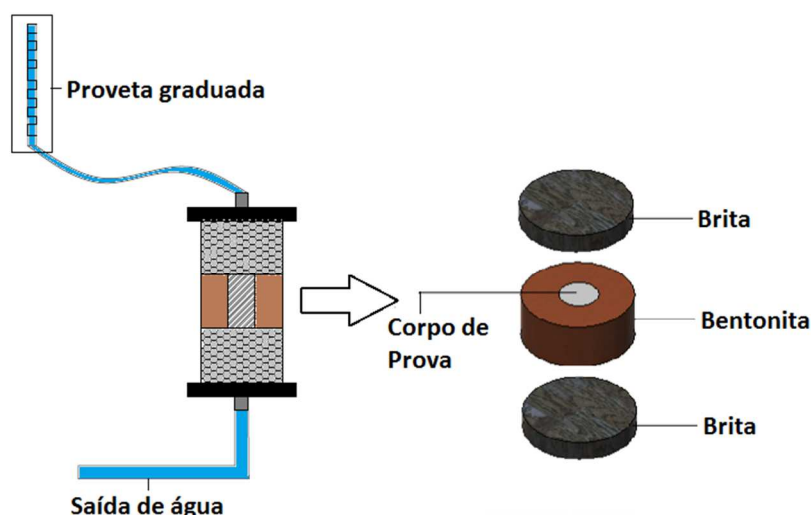 Proveta graduada
Brita
Corpo de
Prova
Bentonita
Brita
Saída de água